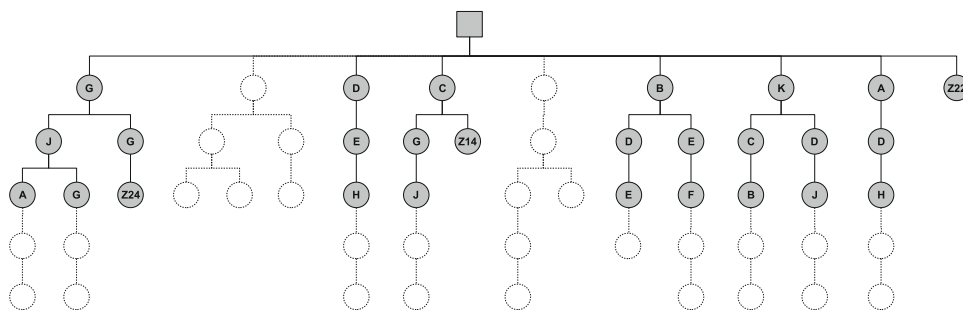 G D C B K A Z22
J G E G Z14 D E C D D
A G Z24 H J E F B J H